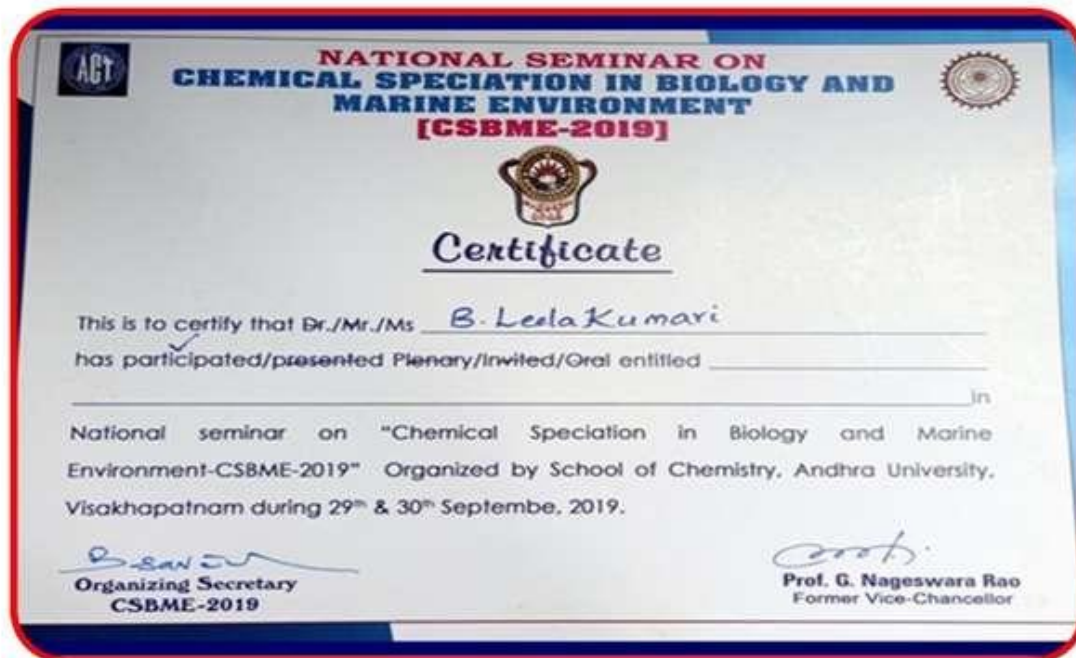 ACT
NATIONAL SEMINAR ON
CHEMICAL SPECIATION IN BIOLOGY AND
MARINE ENVIRONMENT
[CSBME-2019]
Certificate
This is to certify that Dr./Mr./Ms B. Leela Kumari
has participated/presented Plenary/Invited/Oral entitled
in
National seminar on "Chemical Speciation in Biology and Marine
Environment-CSBME-2019" Organized by School of Chemistry, Andhra University,
Visakhapatnam during 29th & 30th Septembe, 2019.
Organizing Secretary
CSBME-2019
Prof. G. Nageswara Rao
Former Vice-Chancellor